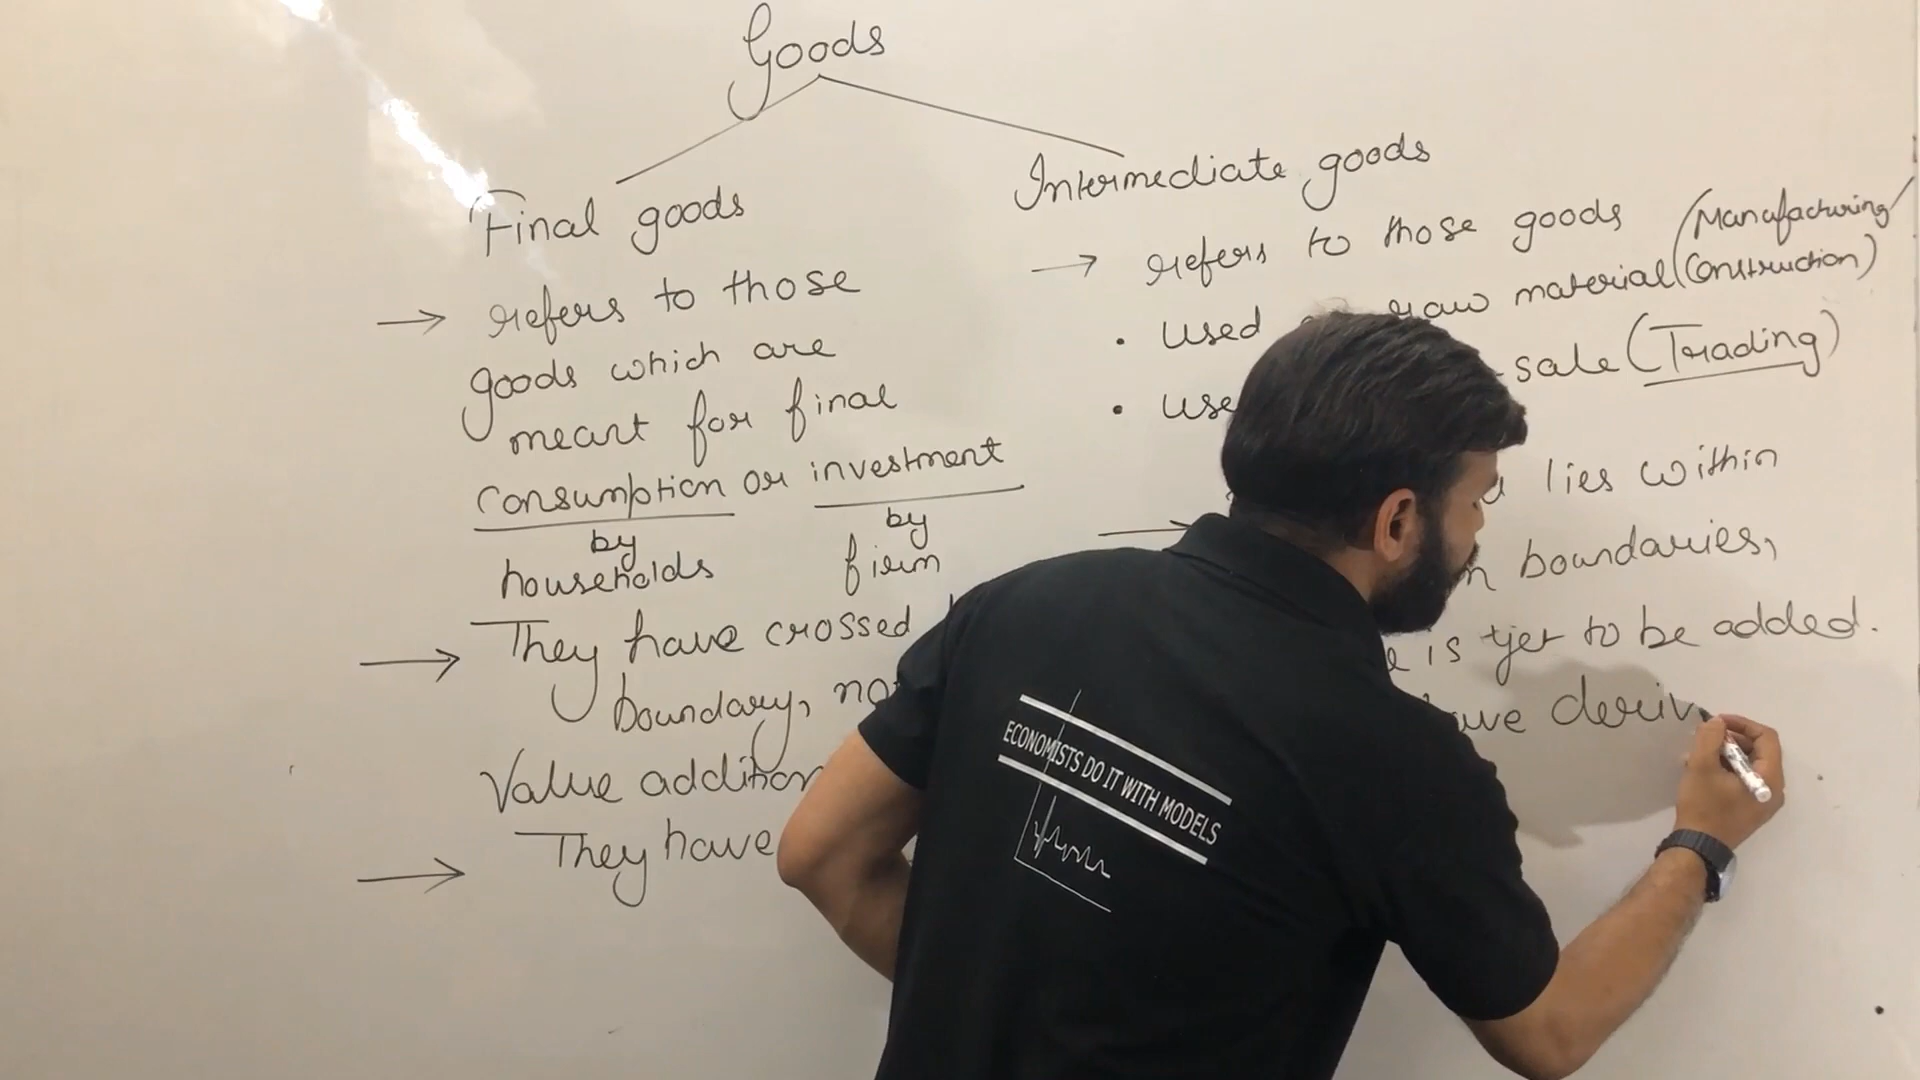 Goods
Final goods
→ refers to those
goods which are
meant for final
consumption or investment
by by
households firm
→ They have crossed
boundary, no
Value addition
→ They have
Intermediate goods
→ refers to those goods (Manufacturing/
• used raw material (Construction)
• use sale (Trading)
→ lies within
boundaries,
is yet to be added.
have deriv
ECONOMISTS DO IT WITH MODELS